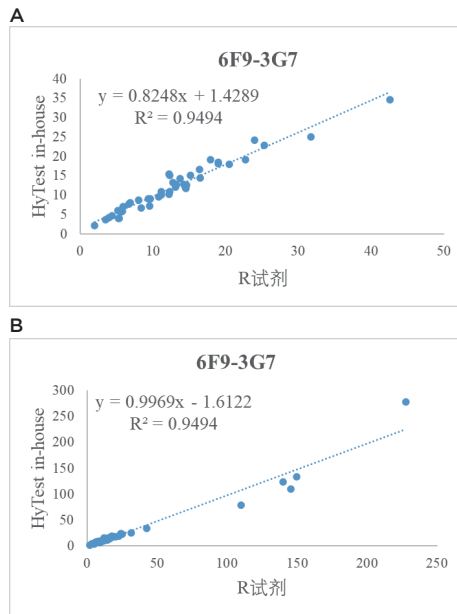 A
6F9-3G7
y = 0.8248x + 1.4289
R² = 0.9494
HyTest in-house
40
35
30
25
20
15
10
5
0
0 10 20 30 40 50
R试剂
B
6F9-3G7
y = 0.9969x - 1.6122
R² = 0.9494
HyTest in-house
300
250
200
150
100
50
0
0 50 100 150 200 250
R试剂